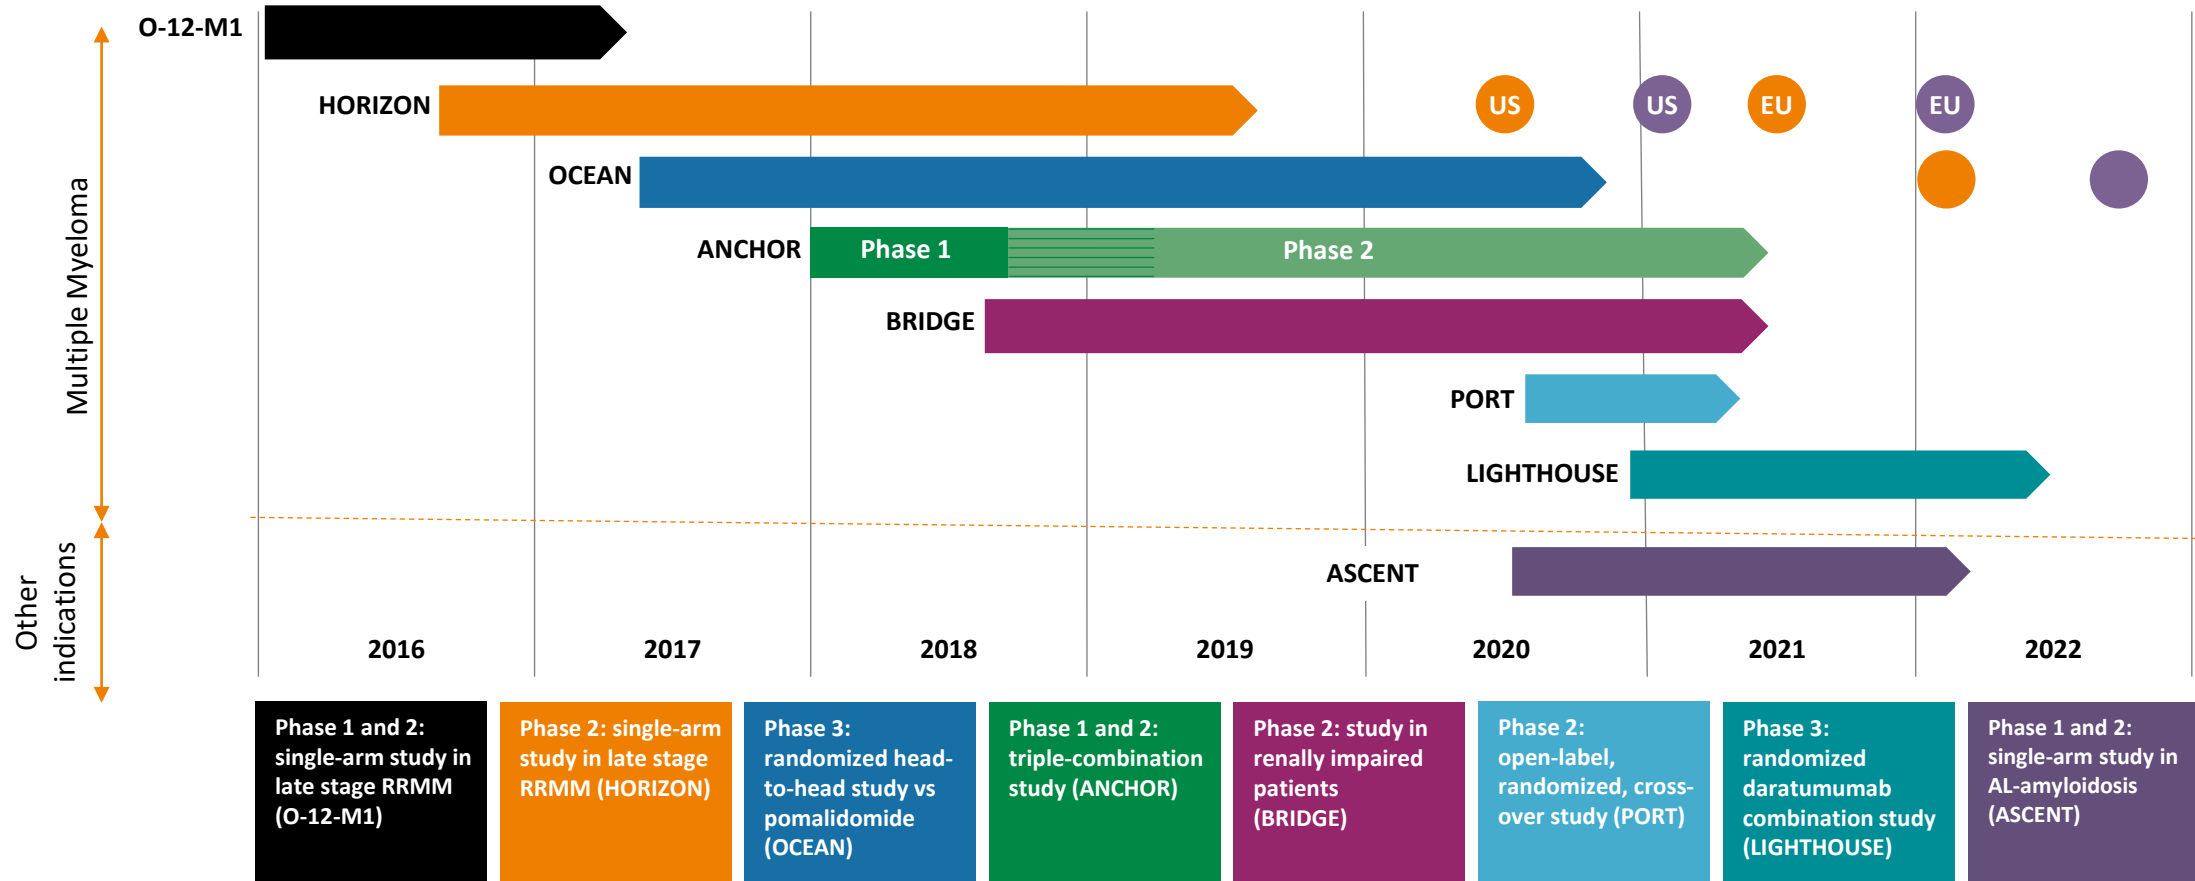 O-12-M1
HORIZON
US
US
EU
EU
OCEAN
ANCHOR
Phase 1
Phase 2
BRIDGE
PORT
LIGHTHOUSE
ASCENT
Multiple Myeloma
Other
indications
2016
2017
2018
2019
2020
2021
2022
Phase 1 and 2:
single-arm study in
late stage RRMM
(O-12-M1)
Phase 2: single-arm
study in late stage
RRMM (HORIZON)
Phase 3:
randomized head-
to-head study vs
pomalidomide
(OCEAN)
Phase 1 and 2:
triple-combination
study (ANCHOR)
Phase 2: study in
renally impaired
patients
(BRIDGE)
Phase 2:
open-label,
randomized, cross-
over study (PORT)
Phase 3:
randomized
daratumumab
combination study
(LIGHTHOUSE)
Phase 1 and 2:
single-arm study in
AL-amyloidosis
(ASCENT)